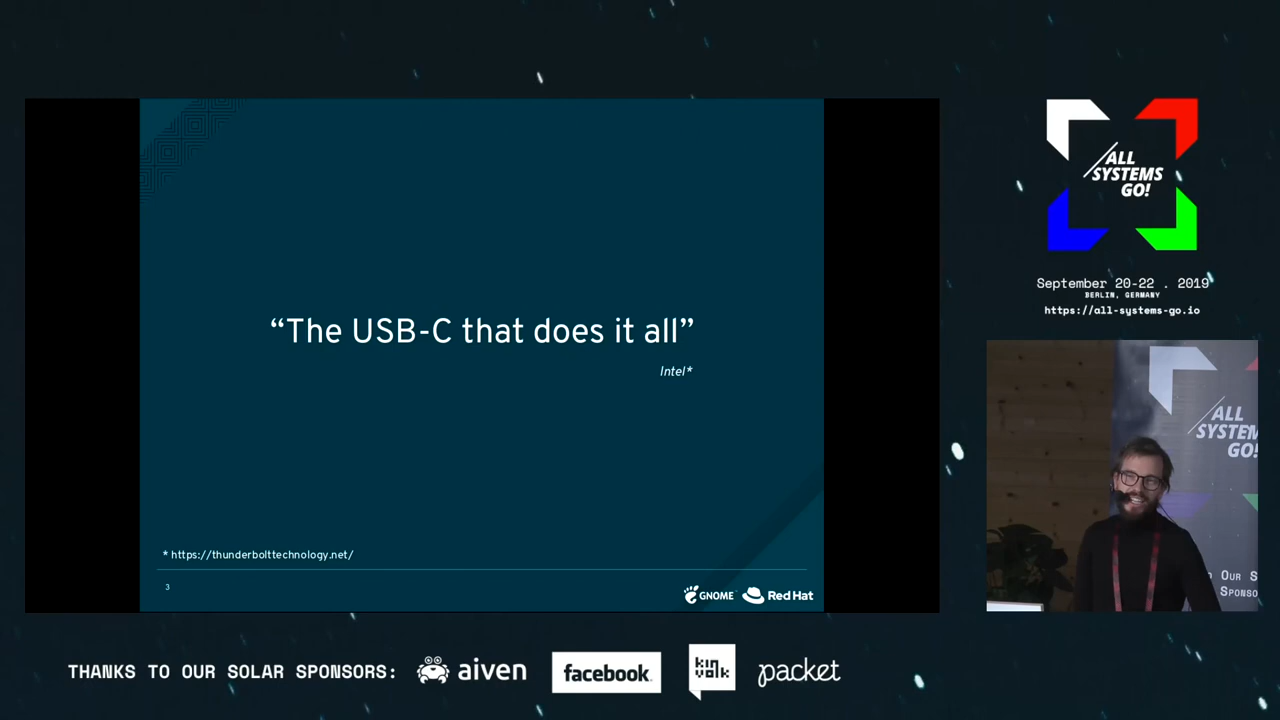 “The USB-C that does it all”
Intel*
* https://thunderbolttechnology.net/
3
GNOME
Red Hat
ALL
SYSTEMS
GO!
September 20-22 . 2019
BERLIN, GERMANY
https://all-systems-go.io
ALL
SYSTEM
GO!
OUR S
SPONSO
THANKS TO OUR SOLAR SPONSORS:
aiven
facebook
kinvolk
packet